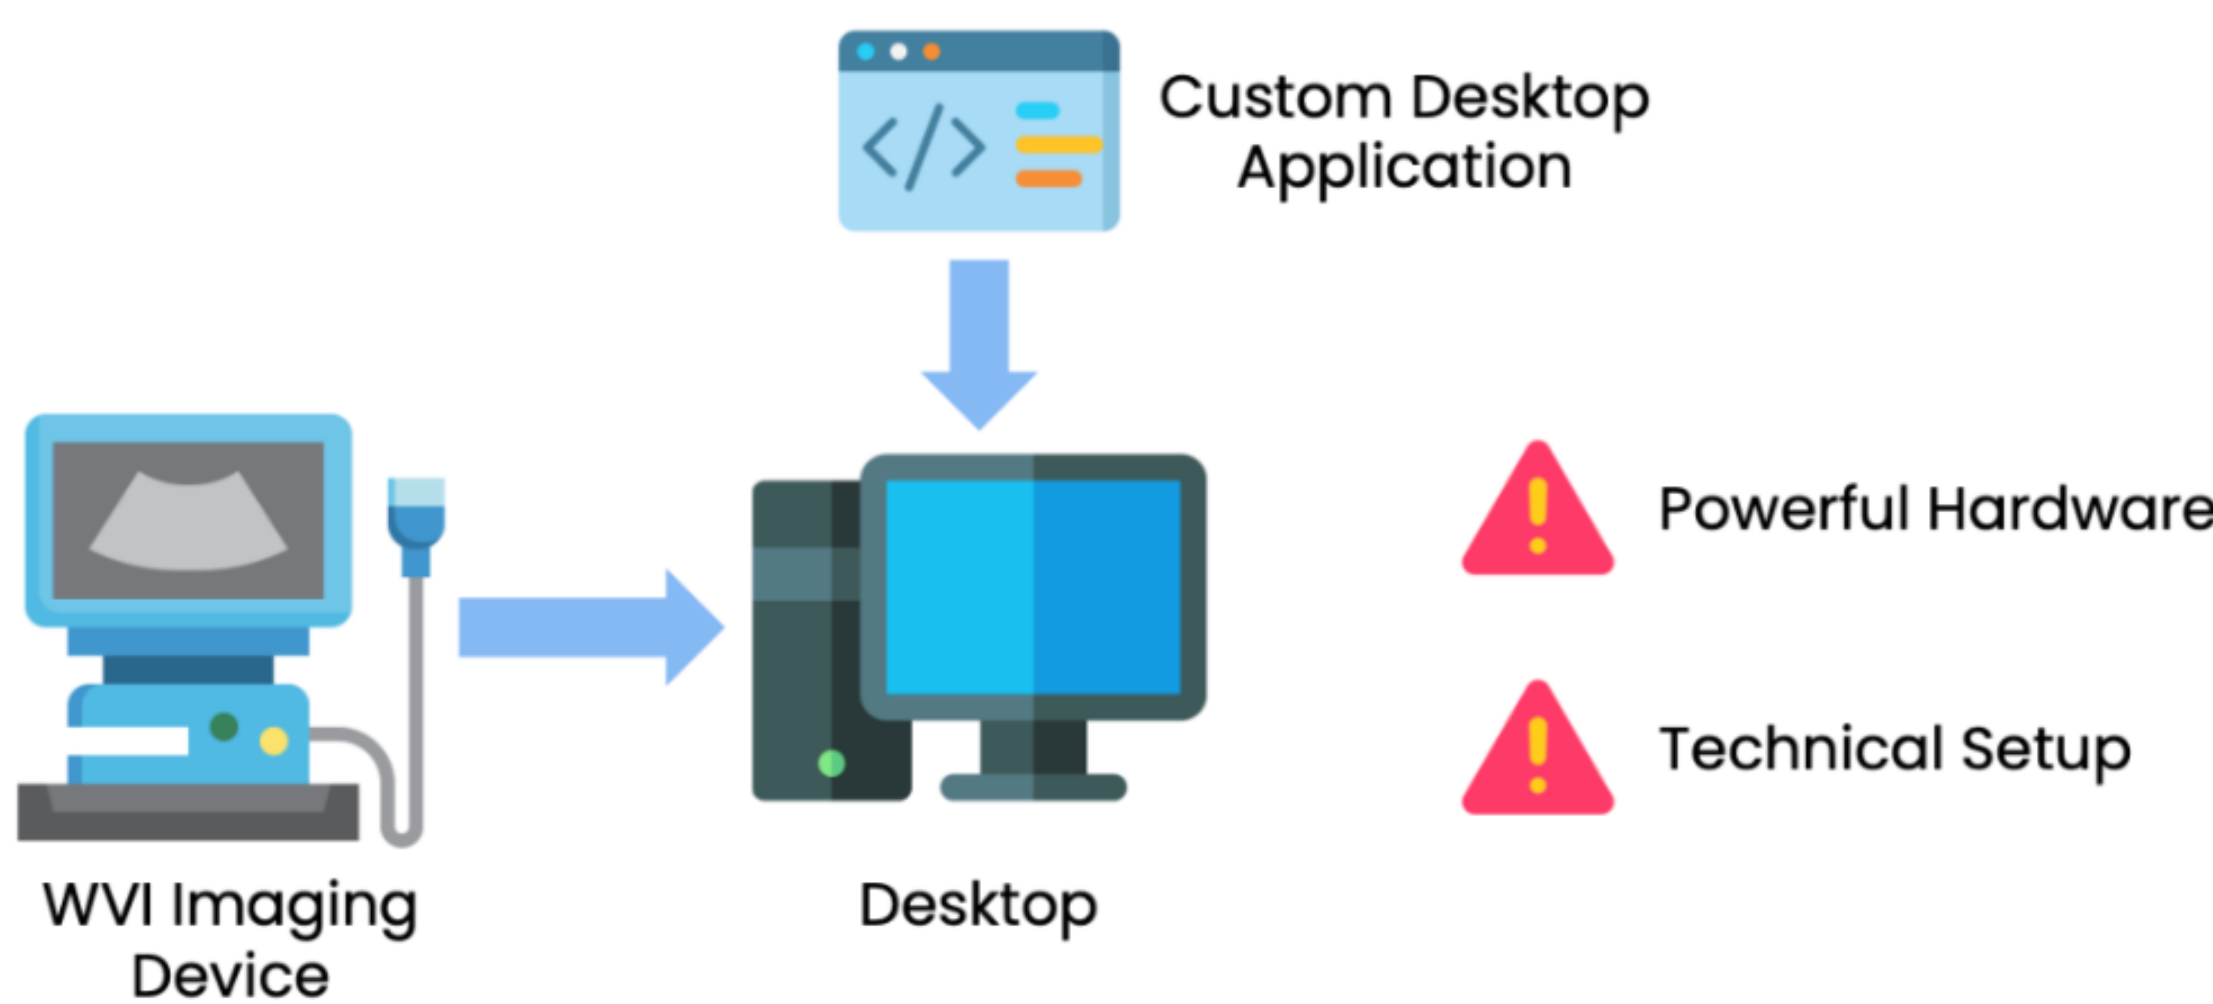 Custom Desktop
Application
Powerful Hardware
Technical Setup
WVI Imaging
Device
Desktop